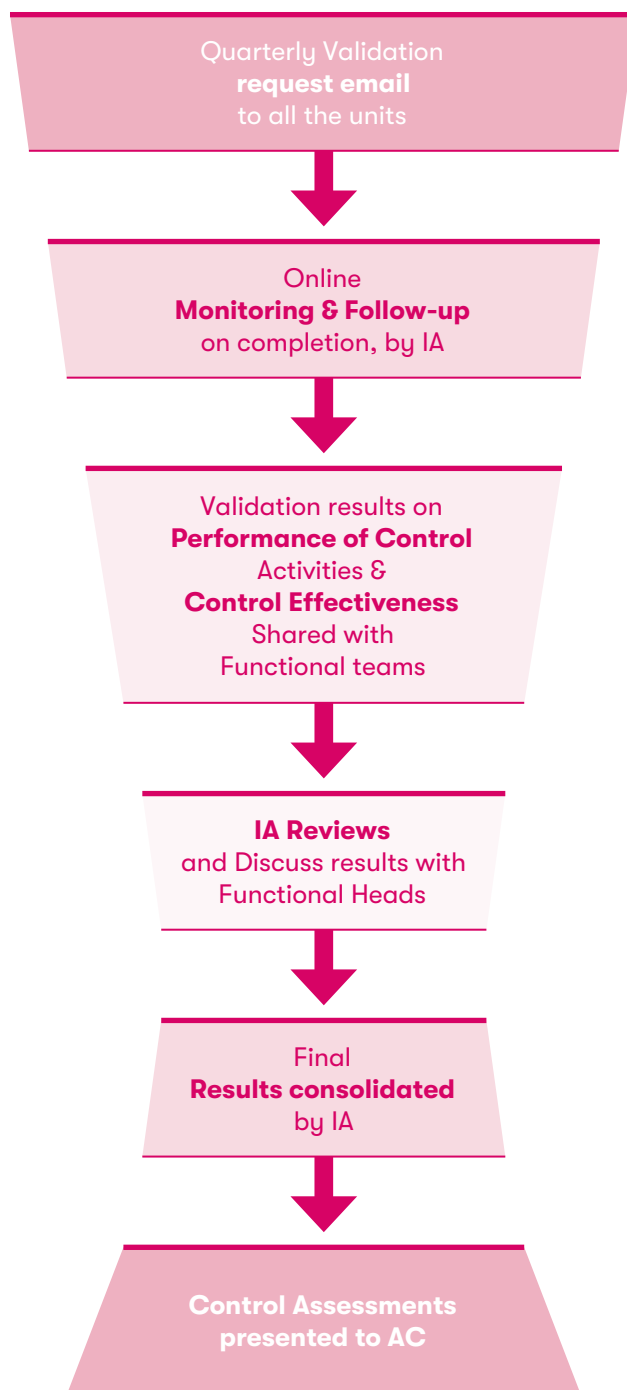 Quarterly Validation
request email
to all the units
Online
Monitoring & Follow-up
on completion, by IA
Validation results on
Performance of Control
Activities &
Control Effectiveness
Shared with
Functional teams
IA Reviews
and Discuss results with
Functional Heads
Final
Results consolidated
by IA
Control Assessments
presented to AC